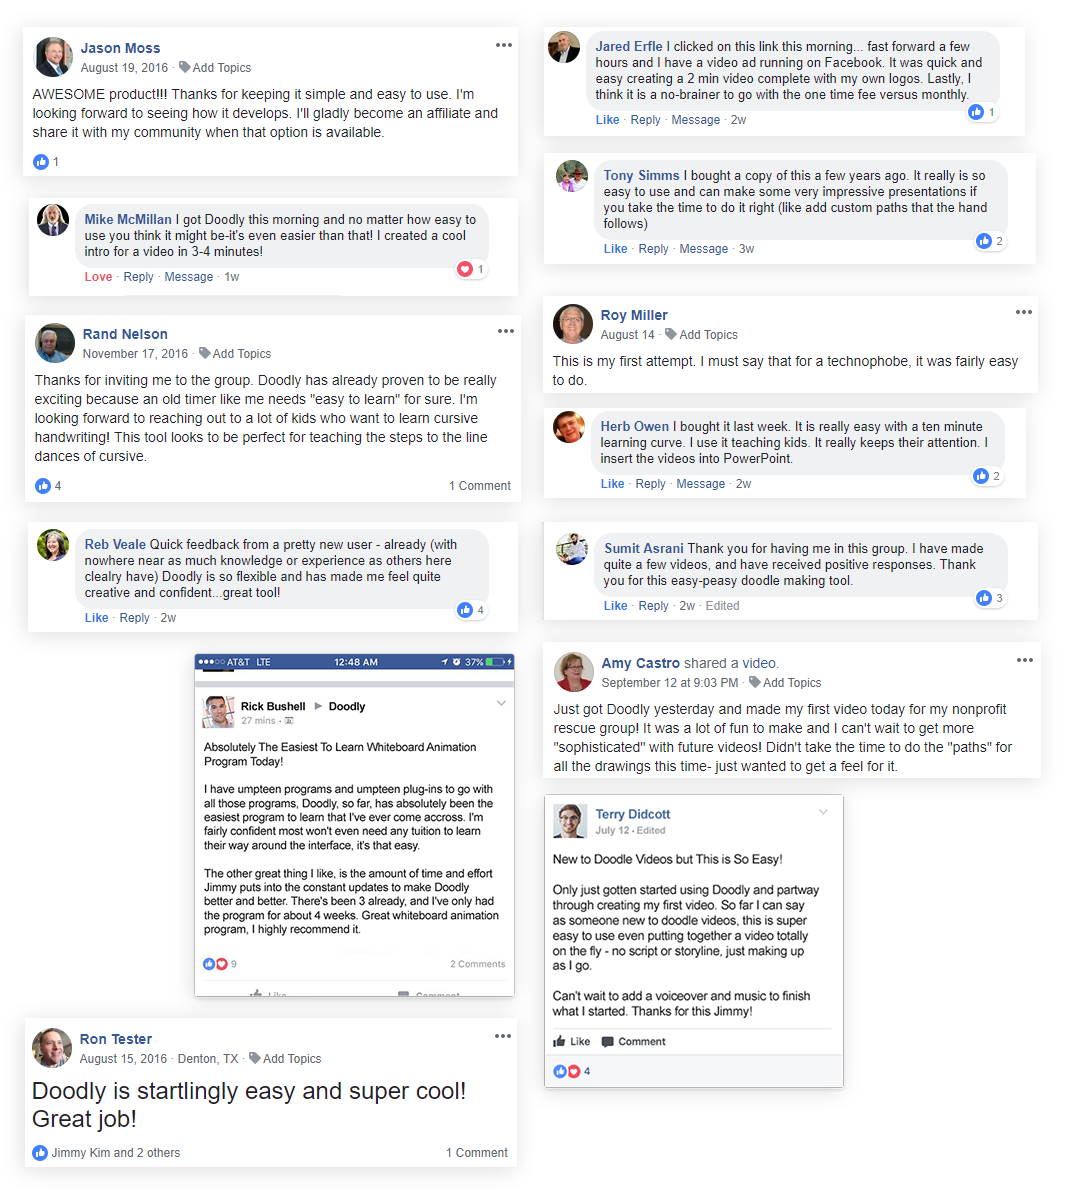 Jason Moss
August 19, 2016 · Add Topics
AWESOME product!!! Thanks for keeping it simple and easy to use. I'm
looking forward to seeing how it develops. I'll gladly become an affiliate and
share it with my community when that option is available.
1
Mike McMillan I got Doodly this morning and no matter how easy to
use you think it might be-it's even easier than that! I created a cool
intro for a video in 3-4 minutes!
1
Love · Reply · Message · 1w
Rand Nelson
November 17, 2016 · Add Topics
Thanks for inviting me to the group. Doodly has already proven to be really
exciting because an old timer like me needs "easy to learn" for sure. I'm
looking forward to reaching out to a lot of kids who want to learn cursive
handwriting! This tool looks to be perfect for teaching the steps to the line
dances of cursive.
4 1 Comment
Reb Veale Quick feedback from a pretty new user - already (with
nowhere near as much knowledge or experience as others here
clealry have) Doodly is so flexible and has made me feel quite
creative and confident...great tool!
4
Like · Reply · 2w
AT&T LTE 12:48 AM 37%
Rick Bushell ▶ Doodly
27 mins ·
Absolutely The Easiest To Learn Whiteboard Animation
Program Today!
I have umpteen programs and umpteen plug-ins to go with
all those programs, Doodly, so far, has absolutely been the
easiest program to learn that I've ever come accross. I'm
fairly confident most won't even need any tuition to learn
their way around the interface, it's that easy.
The other great thing I like, is the amount of time and effort
Jimmy puts into the constant updates to make Doodly
better and better. There's been 3 already, and I've only had
the program for about 4 weeks. Great whiteboard animation
program, I highly recommend it.
9 2 Comments
Like Comment
Ron Tester
August 15, 2016 · Denton, TX · Add Topics
Doodly is startlingly easy and super cool!
Great job!
Jimmy Kim and 2 others 1 Comment
Jared Erfle I clicked on this link this morning... fast forward a few
hours and I have a video ad running on Facebook. It was quick and
easy creating a 2 min video complete with my own logos. Lastly, I
think it is a no-brainer to go with the one time fee versus monthly.
1
Like · Reply · Message · 2w
Tony Simms I bought a copy of this a few years ago. It really is so
easy to use and can make some very impressive presentations if
you take the time to do it right (like add custom paths that the hand
follows)
2
Like · Reply · Message · 3w
Roy Miller
August 14 · Add Topics
This is my first attempt. I must say that for a technophobe, it was fairly easy
to do.
Herb Owen I bought it last week. It is really easy with a ten minute
learning curve. I use it teaching kids. It really keeps their attention. I
insert the videos into PowerPoint.
2
Like · Reply · Message · 2w
Sumit Asrani Thank you for having me in this group. I have made
quite a few videos, and have received positive responses. Thank
you for this easy-peasy doodle making tool.
3
Like · Reply · 2w · Edited
Amy Castro shared a video.
September 12 at 9:03 PM · Add Topics
Just got Doodly yesterday and made my first video today for my nonprofit
rescue group! It was a lot of fun to make and I can't wait to get more
"sophisticated" with future videos! Didn't take the time to do the "paths" for
all the drawings this time- just wanted to get a feel for it.
Terry Didcott
July 12 · Edited
New to Doodle Videos but This is So Easy!
Only just gotten started using Doodly and partway
through creating my first video. So far I can say
as someone new to doodle videos, this is super
easy to use even putting together a video totally
on the fly - no script or storyline, just making up
as I go.
Can't wait to add a voiceover and music to finish
what I started. Thanks for this Jimmy!
Like Comment
4